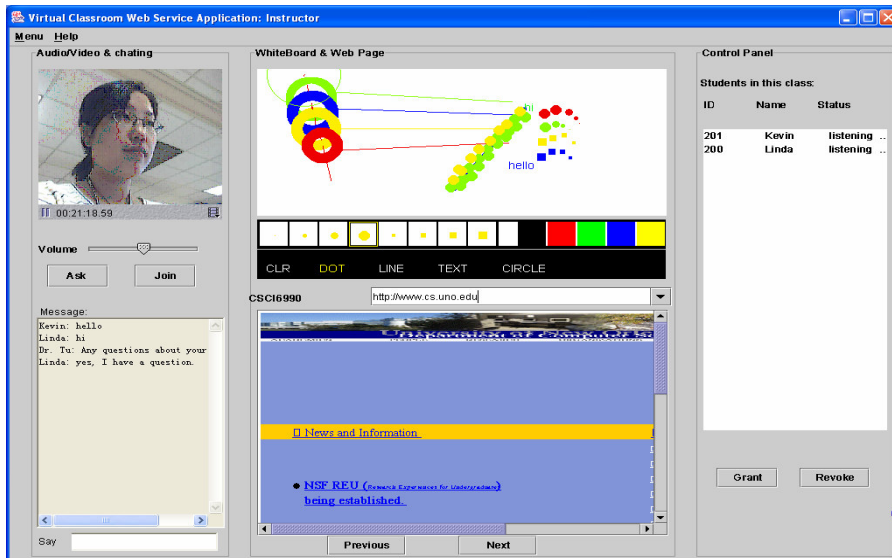 Virtual Classroom Web Service Application: Instructor
Menu Help
Audio/Video & chating
00:21:18.59
Volume
Ask Join
Message:
Kevin: hello
Linda: hi
Dr. Tu: Any questions about your
Linda: yes, I have a question.
Say
WhiteBoard & Web Page
hi
hello
CLR DOT LINE TEXT CIRCLE
CSCI6990 http://www.cs.uno.edu
News and Information
NSF REU (Research Experiences for Undergraduate)
being established.
Previous Next
Control Panel
Students in this class:
ID Name Status
201 Kevin listening ..
200 Linda listening ..
Grant Revoke